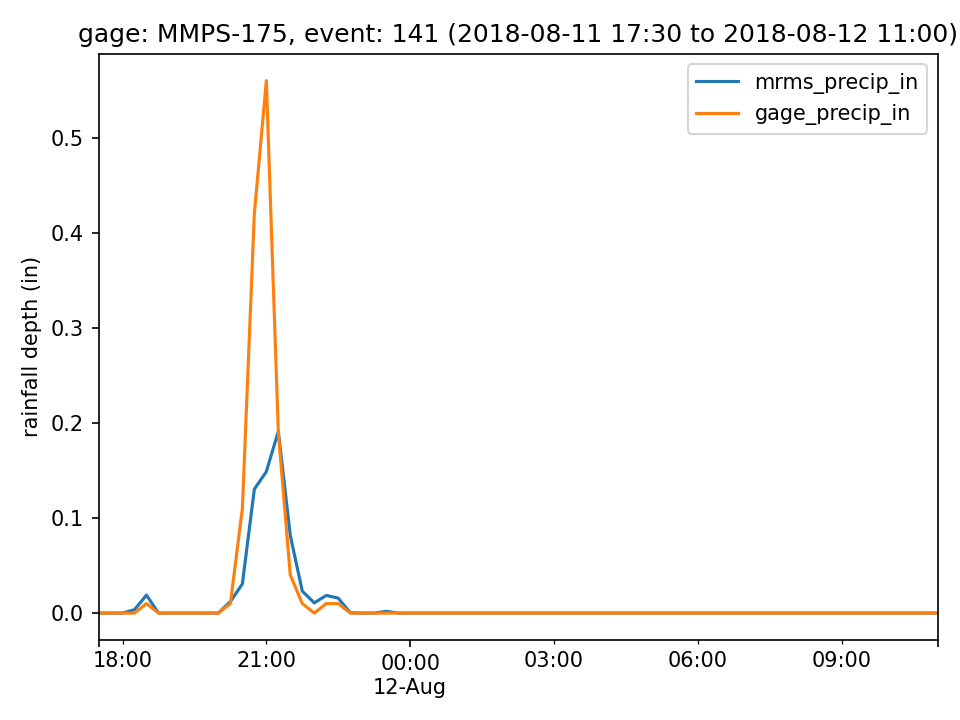 gage: MMPS-175, event: 141 (2018-08-11 17:30 to 2018-08-12 11:00)
mrms_precip_in
gage_precip_in
rainfall depth (in)
0.5
0.4
0.3
0.2
0.1
0.0
18:00
21:00
00:00
12-Aug
03:00
06:00
09:00